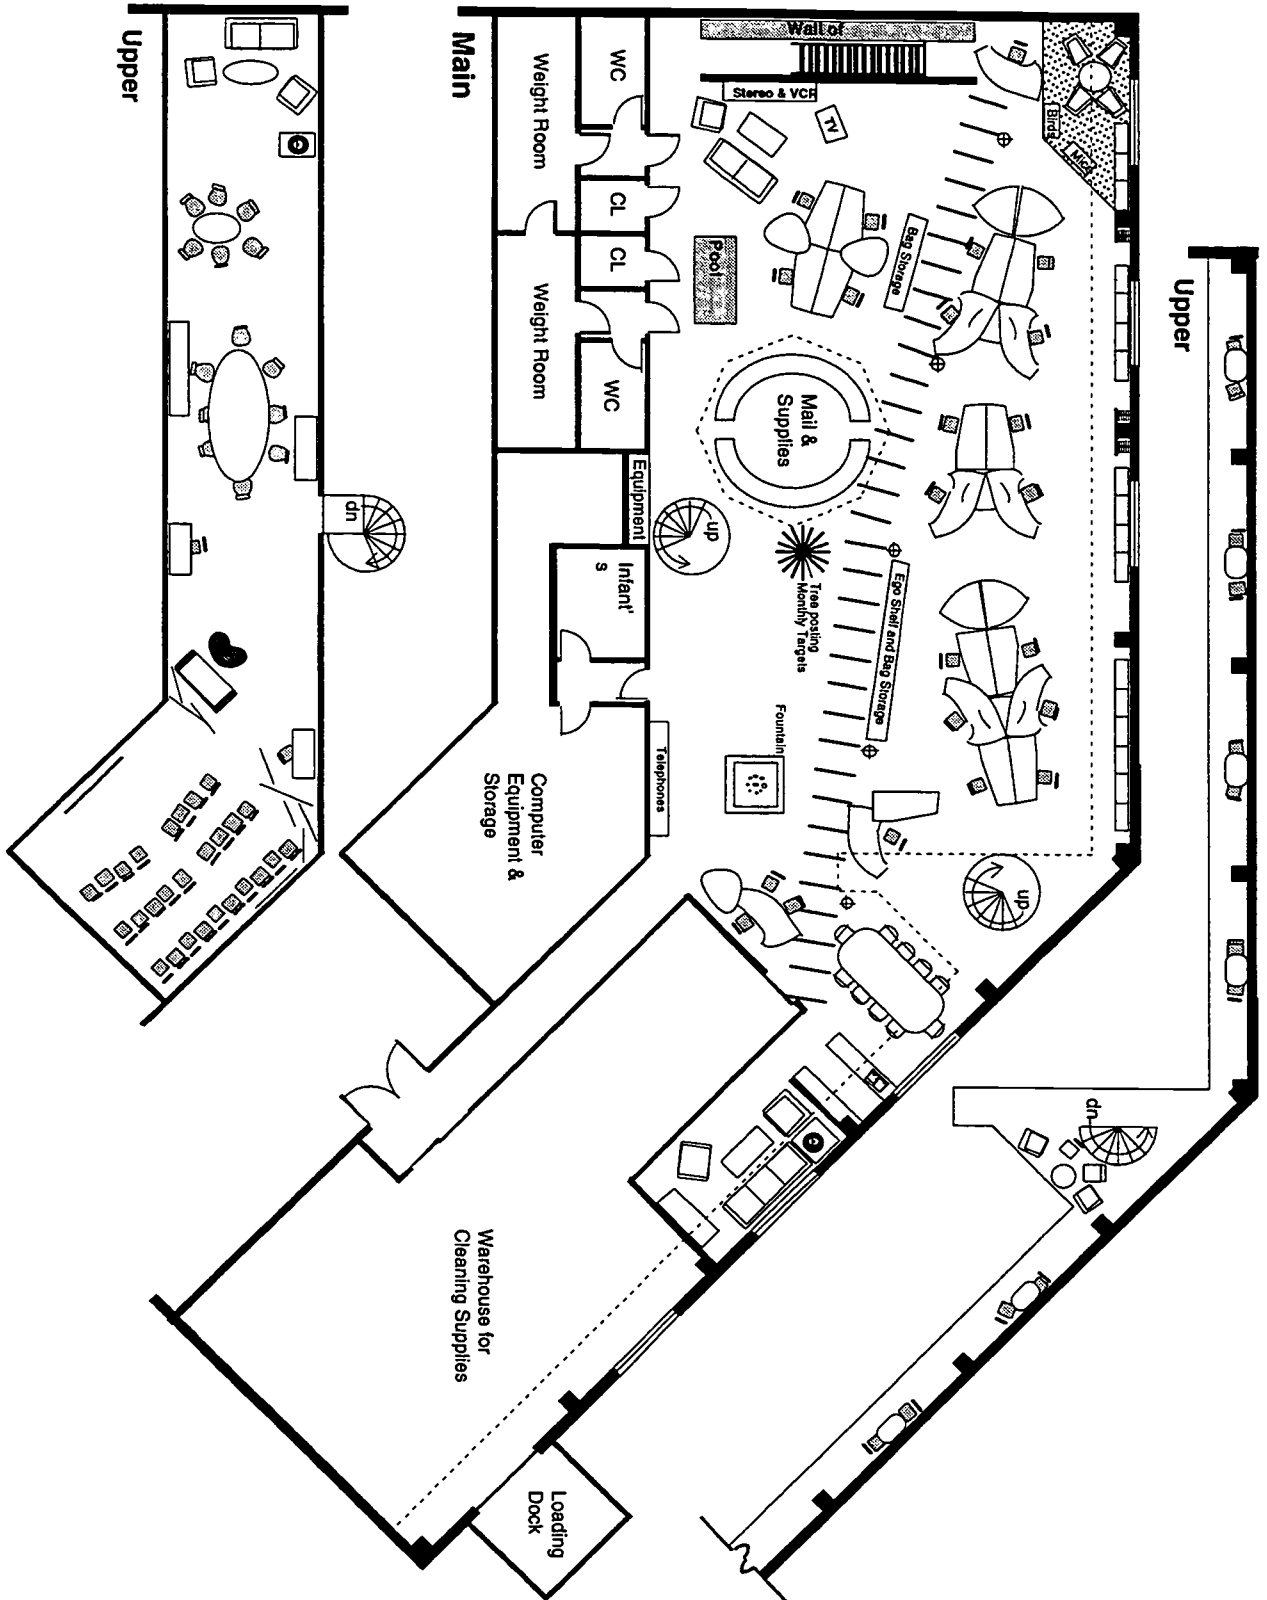 Upper
dn
Birds
Mice
up
Wall of
Stereo & VCR
TV
Bag Storage
Ego Shelf and Bag Storage
Mail &
Supplies
Tree posting
Monthly Targets
Fountain
up
Pool
Telephones
Equipment
WC
CL
CL
WC
Infant'
s
Weight Room
Weight Room
Computer
Equipment &
Storage
Main
Loading
Dock
Warehouse for
Cleaning Supplies
dn
Upper